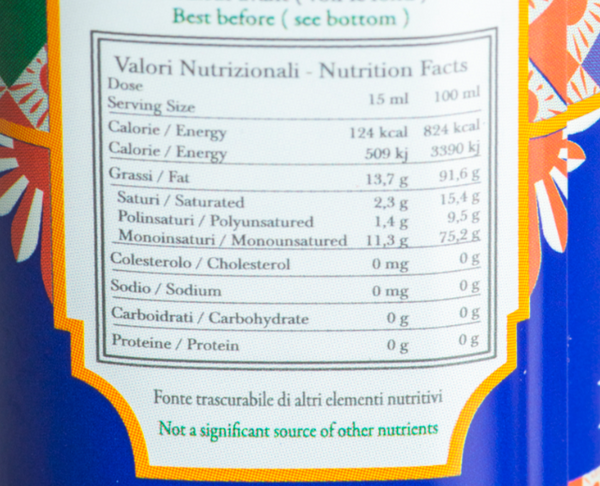 Best before ( see bottom )
Valori Nutrizionali - Nutrition Facts
Dose
Serving Size 15 ml 100 ml
Calorie / Energy 124 kcal 824 kcal
Calorie / Energy 509 kj 3390 kj
Grassi / Fat 13,7 g 91,6 g
Saturi / Saturated 2,3 g 15,4 g
Polinsaturi / Polyunsatured 1,4 g 9,5 g
Monoinsaturi / Monounsatured 11,3 g 75,2 g
Colesterolo / Cholesterol 0 mg 0 g
Sodio / Sodium 0 mg 0 g
Carboidrati / Carbohydrate 0 g 0 g
Proteine / Protein 0 g 0 g
Fonte trascurabile di altri elementi nutritivi
Not a significant source of other nutrients